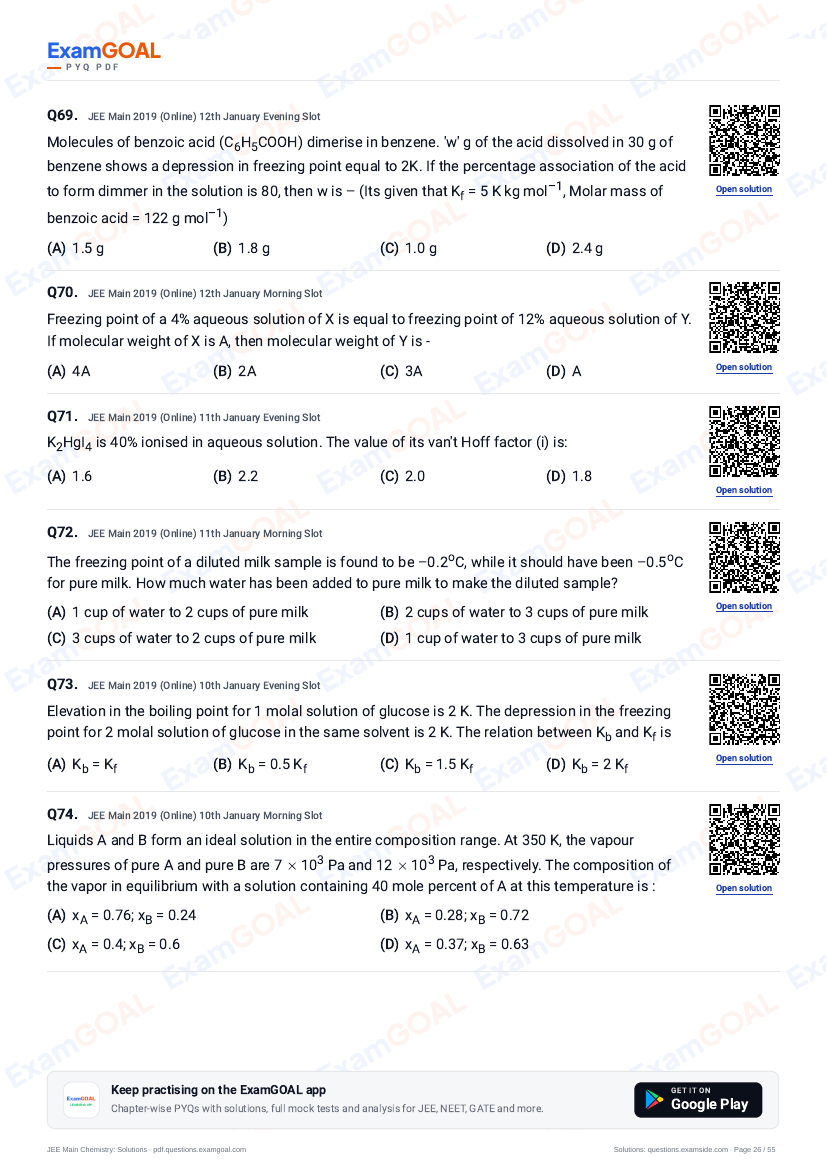 ExamGOAL
PYQ PDF
Q69. JEE Main 2019 (Online) 12th January Evening Slot
Molecules of benzoic acid (C6H5COOH) dimerise in benzene. 'w' g of the acid dissolved in 30 g of
benzene shows a depression in freezing point equal to 2K. If the percentage association of the acid
to form dimmer in the solution is 80, then w is – (Its given that Kf = 5 K kg mol−1, Molar mass of
benzoic acid = 122 g mol−1)
(A) 1.5 g (B) 1.8 g (C) 1.0 g (D) 2.4 g
Open solution
Q70. JEE Main 2019 (Online) 12th January Morning Slot
Freezing point of a 4% aqueous solution of X is equal to freezing point of 12% aqueous solution of Y.
If molecular weight of X is A, then molecular weight of Y is -
(A) 4A (B) 2A (C) 3A (D) A
Open solution
Q71. JEE Main 2019 (Online) 11th January Evening Slot
K2HgI4 is 40% ionised in aqueous solution. The value of its van't Hoff factor (i) is:
(A) 1.6 (B) 2.2 (C) 2.0 (D) 1.8
Open solution
Q72. JEE Main 2019 (Online) 11th January Morning Slot
The freezing point of a diluted milk sample is found to be −0.2oC, while it should have been −0.5oC
for pure milk. How much water has been added to pure milk to make the diluted sample?
(A) 1 cup of water to 2 cups of pure milk (B) 2 cups of water to 3 cups of pure milk
(C) 3 cups of water to 2 cups of pure milk (D) 1 cup of water to 3 cups of pure milk
Open solution
Q73. JEE Main 2019 (Online) 10th January Evening Slot
Elevation in the boiling point for 1 molal solution of glucose is 2 K. The depression in the freezing
point for 2 molal solution of glucose in the same solvent is 2 K. The relation between Kb and Kf is
(A) Kb = Kf (B) Kb = 0.5 Kf (C) Kb = 1.5 Kf (D) Kb = 2 Kf
Open solution
Q74. JEE Main 2019 (Online) 10th January Morning Slot
Liquids A and B form an ideal solution in the entire composition range. At 350 K, the vapour
pressures of pure A and pure B are 7 × 103 Pa and 12 × 103 Pa, respectively. The composition of
the vapor in equilibrium with a solution containing 40 mole percent of A at this temperature is :
(A) xA = 0.76; xB = 0.24 (B) xA = 0.28; xB = 0.72
(C) xA = 0.4; xB = 0.6 (D) xA = 0.37; xB = 0.63
Open solution
ExamGOAL
Keep practising on the ExamGOAL app
Chapter-wise PYQs with solutions, full mock tests and analysis for JEE, NEET, GATE and more.
GET IT ON
Google Play
JEE Main Chemistry: Solutions · pdf.questions.examgoal.com Solutions: questions.examside.com · Page 26 / 55